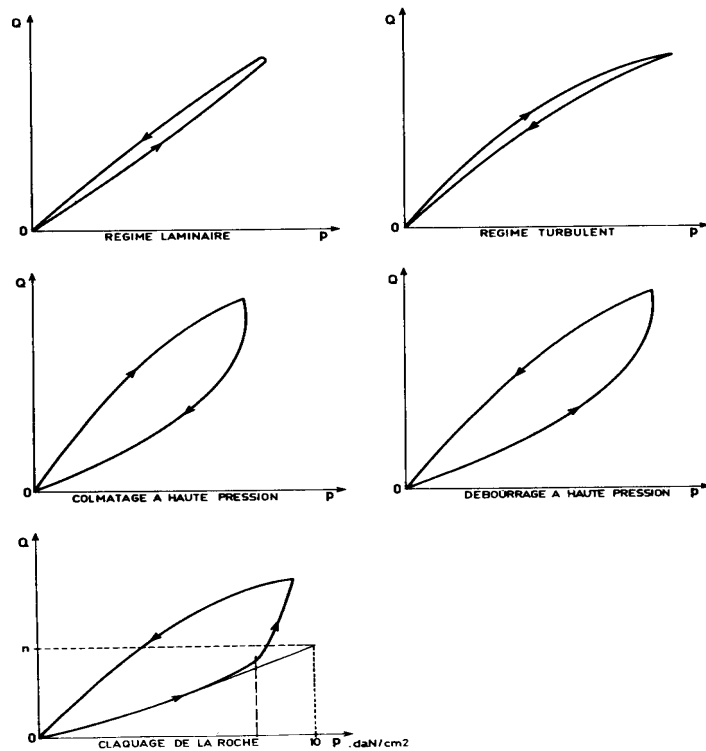 Q
Q
0
REGIME LAMINAIRE
P
0
REGIME TURBULENT
P
Q
Q
0
COLMATAGE A HAUTE PRESSION
P
0
DEBOURRAGE A HAUTE PRESSION
P
Q
n
0
CLAQUAGE DE LA ROCHE
10 P .daN/cm2